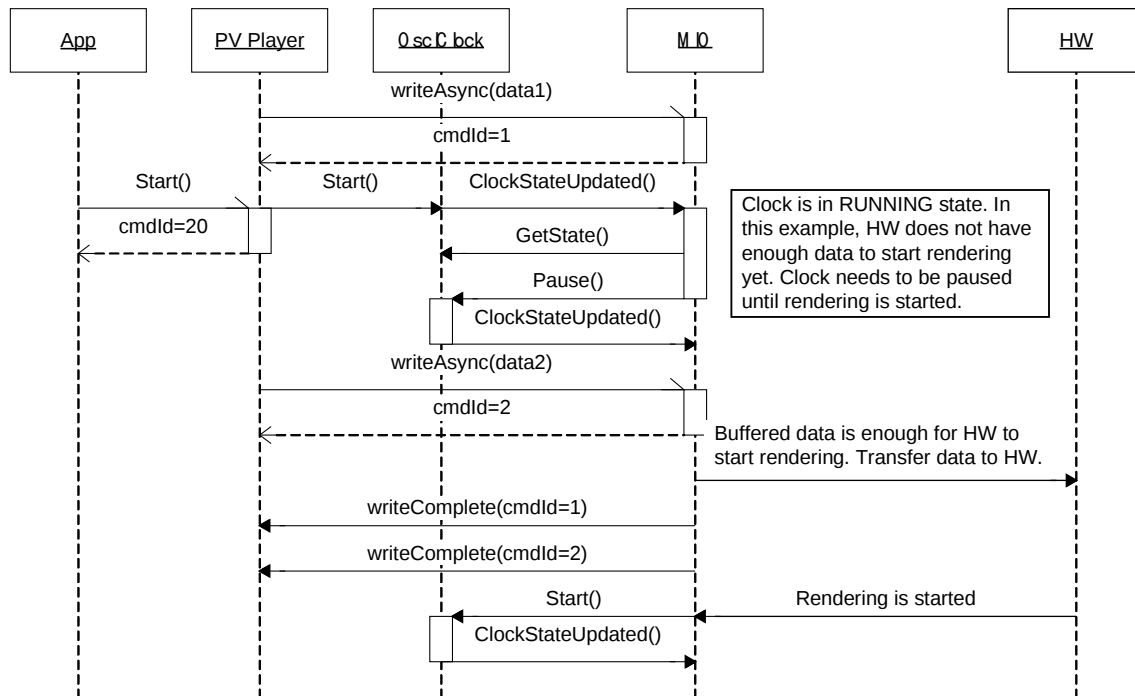 App
PV Player
OsclClock
MIO
HW
writeAsync(data1)
cmdId=1
Start()
Start()
ClockStateUpdated()
cmdId=20
GetState()
Pause()
ClockStateUpdated()
Clock is in RUNNING state. In
this example, HW does not have
enough data to start rendering
yet. Clock needs to be paused
until rendering is started.
writeAsync(data2)
cmdId=2
Buffered data is enough for HW to
start rendering. Transfer data to HW.
writeComplete(cmdId=1)
writeComplete(cmdId=2)
Start()
Rendering is started
ClockStateUpdated()